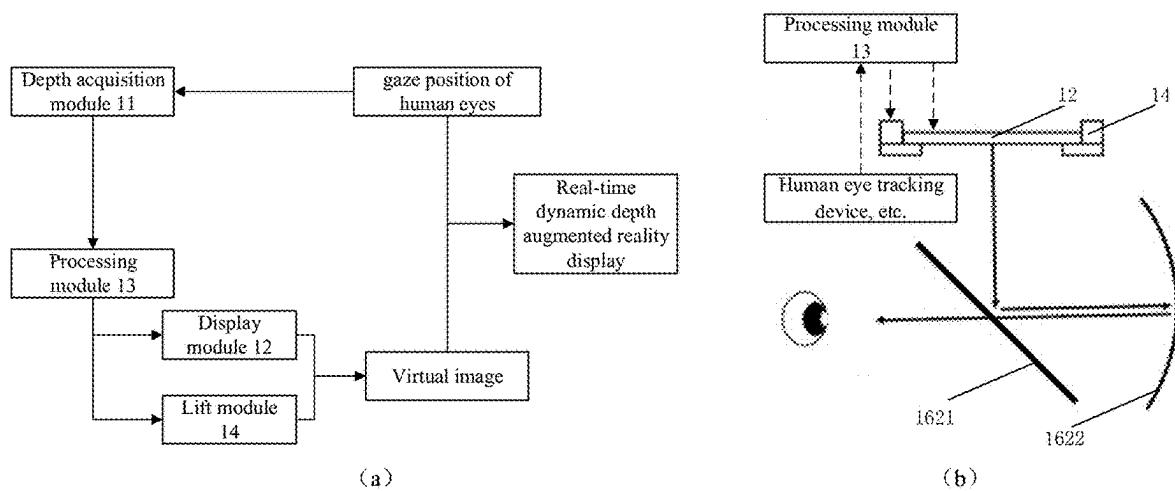 Depth acquisition
module 11
gaze position of
human eyes
Real-time
dynamic depth
augmented reality
display
Processing
module 13
Display
module 12
Virtual image
Lift module
14
(a)
Processing module
13
12
14
Human eye tracking
device, etc.
1621
1622
(b)